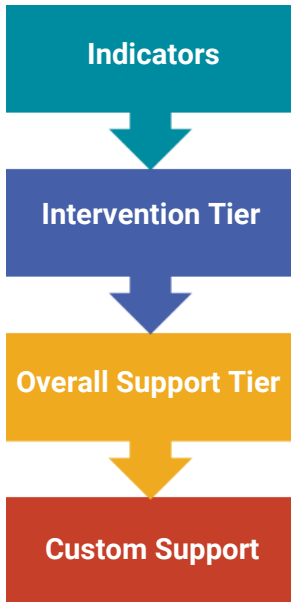 Indicators
Intervention Tier
Overall Support Tier
Custom Support